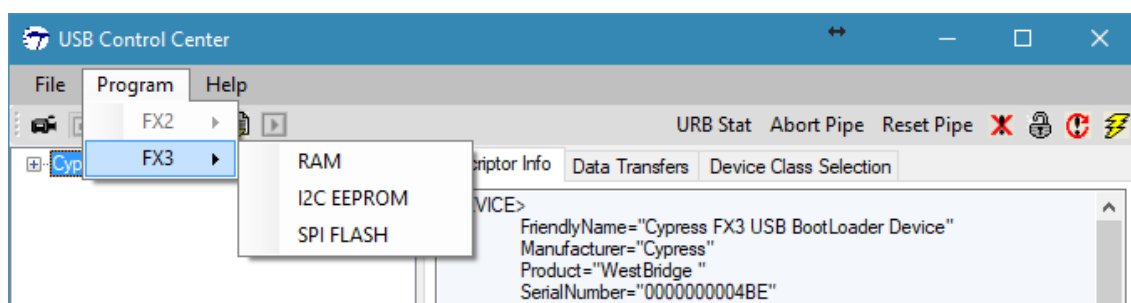 USB Control Center
File Program Help
FX2
URB Stat Abort Pipe Reset Pipe
FX3
RAM
I2C EEPROM
SPI FLASH
Cyp
riptor Info Data Transfers Device Class Selection
VICE>
FriendlyName="Cypress FX3 USB BootLoader Device"
Manufacturer="Cypress"
Product="WestBridge "
SerialNumber="0000000004BE"